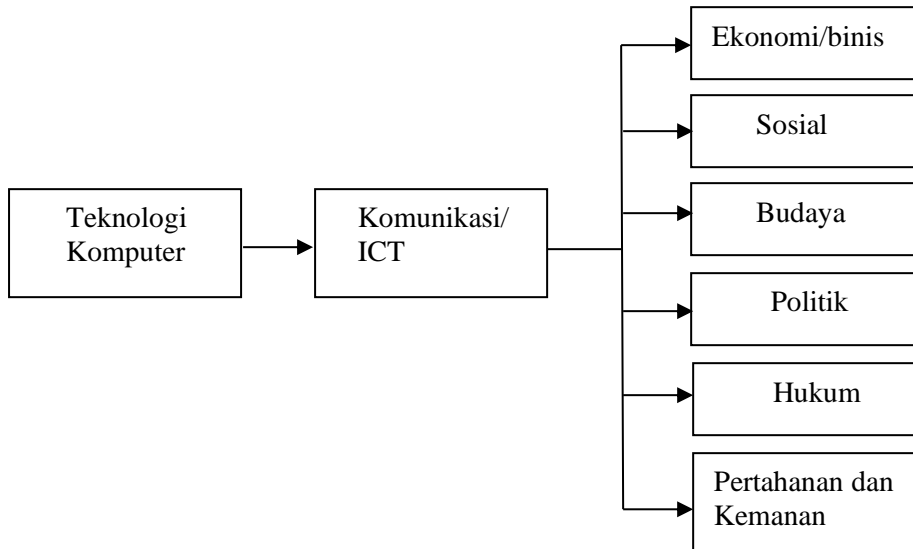 Teknologi
Komputer
Komunikasi/
ICT
Ekonomi/binis
Sosial
Budaya
Politik
Hukum
Pertahanan dan
Kemanan